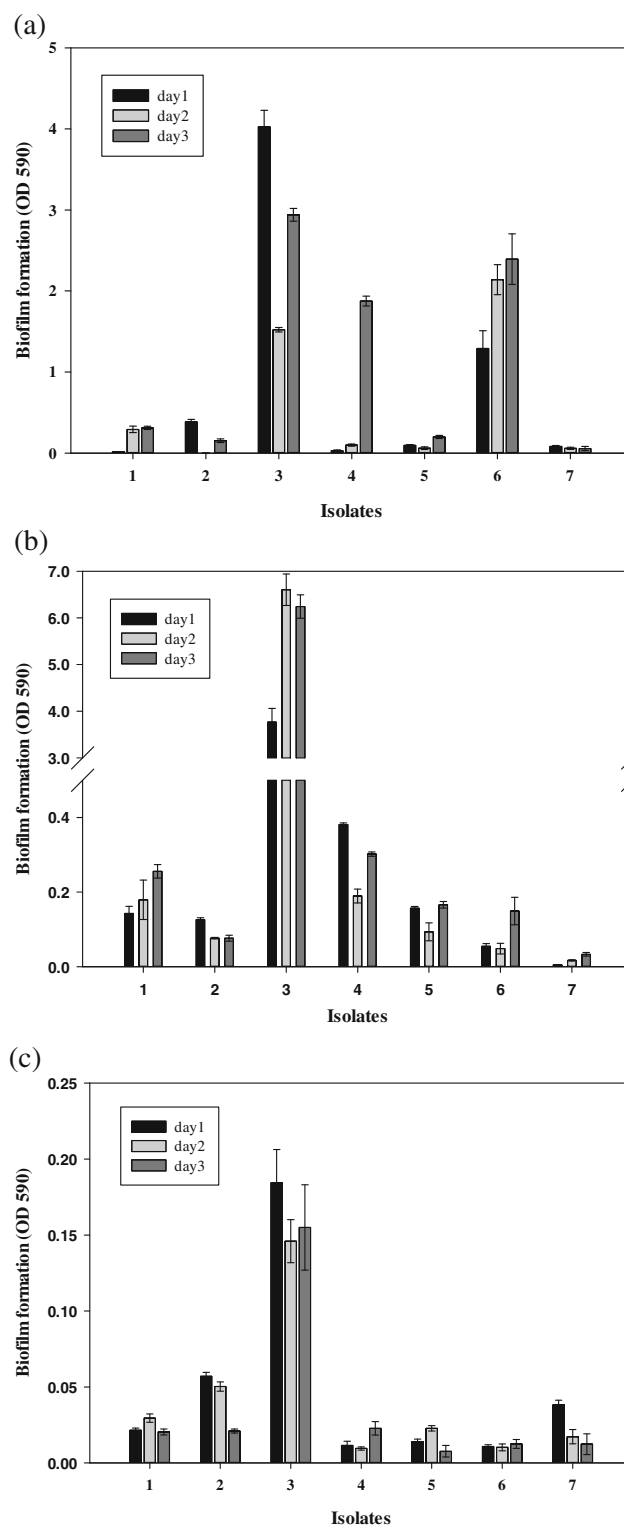 (a)
5
4
3
2
1
0
Biofilm formation (OD 590)
day1
day2
day3
1 2 3 4 5 6 7
Isolates
(b)
7.0
6.0
5.0
4.0
3.0
0.4
0.2
0.0
Biofilm formation (OD 590)
day1
day2
day3
1 2 3 4 5 6 7
Isolates
(c)
0.25
0.20
0.15
0.10
0.05
0.00
Biofilm formation (OD 590)
day1
day2
day3
1 2 3 4 5 6 7
Isolates